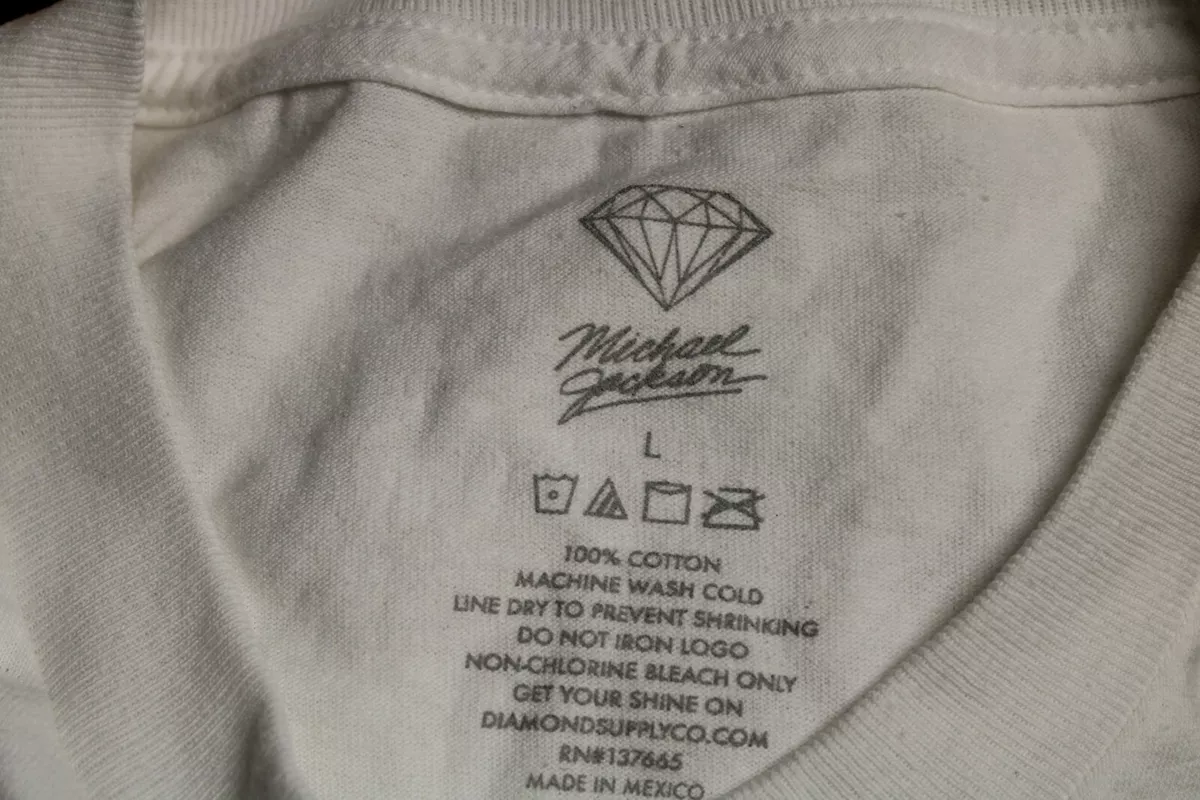 Michael
Jackson
L
100% COTTON
MACHINE WASH COLD
LINE DRY TO PREVENT SHRINKING
DO NOT IRON LOGO
NON-CHLORINE BLEACH ONLY
GET YOUR SHINE ON
DIAMONDSUPPLYCO.COM
RN#137665
MADE IN MEXICO